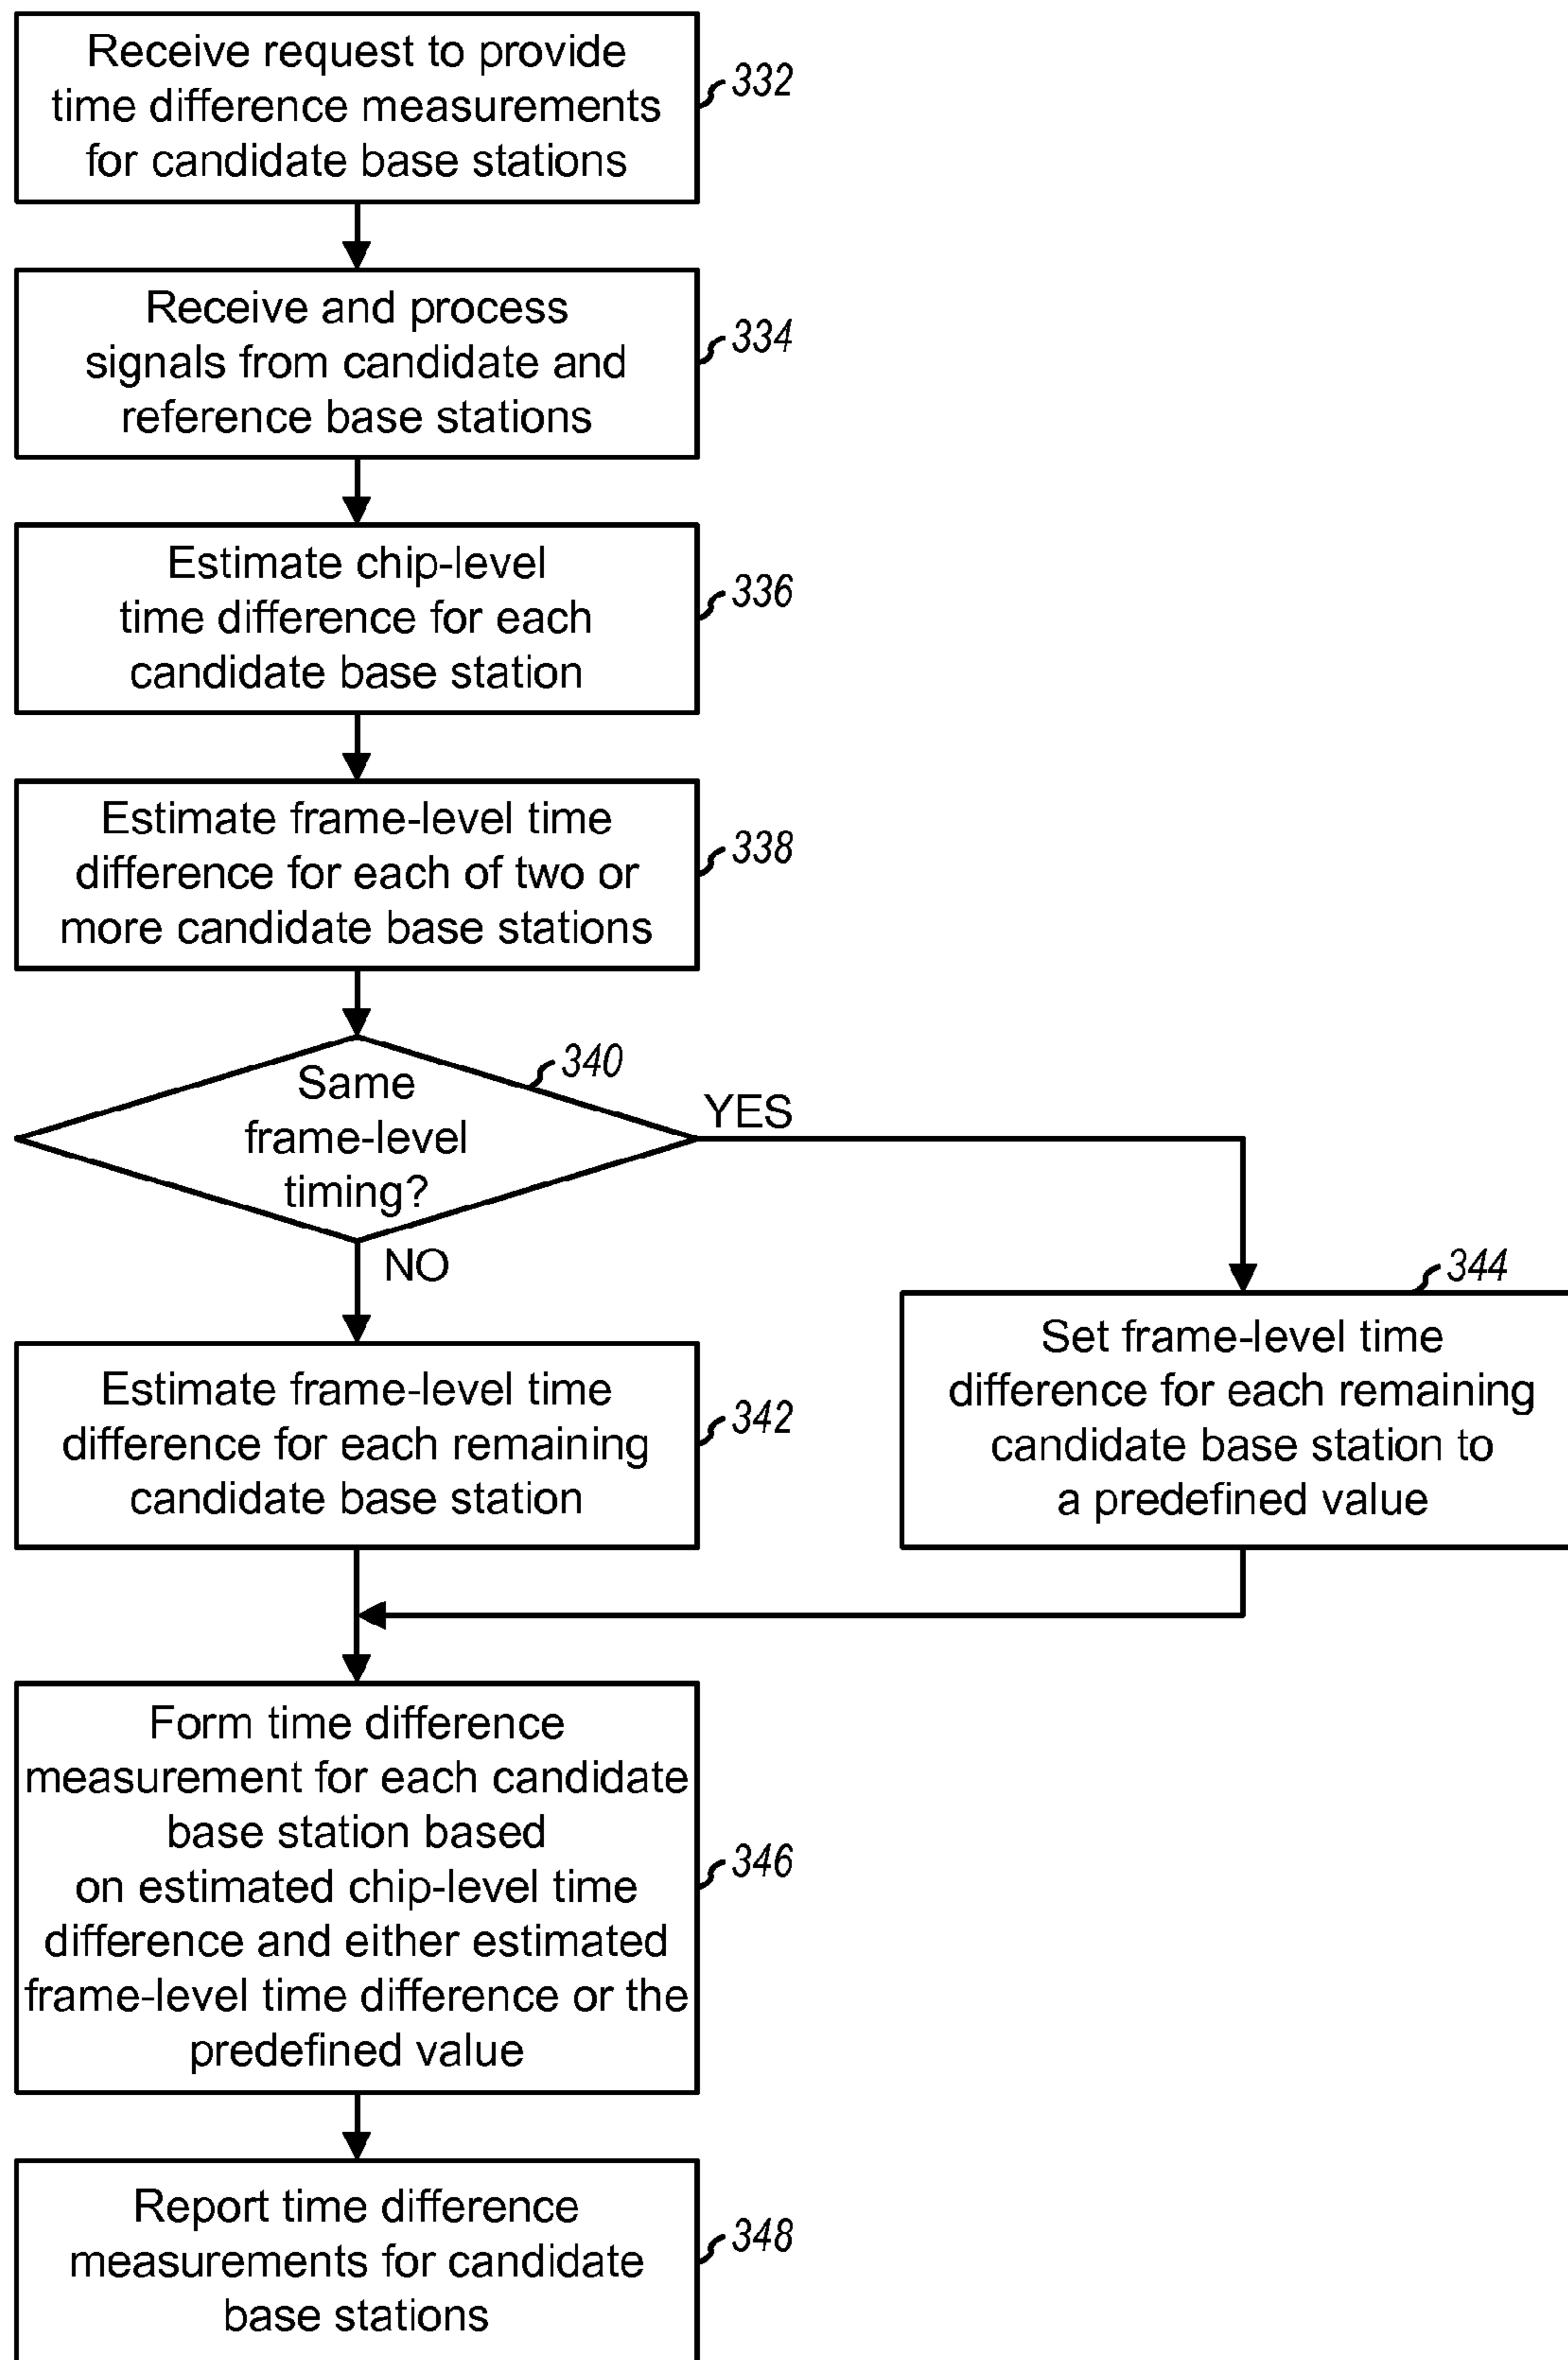 Receive request to provide
time difference measurements
for candidate base stations
332
Receive and process
signals from candidate and
reference base stations
334
Estimate chip-level
time difference for each
candidate base station
336
Estimate frame-level time
difference for each of two or
more candidate base stations
338
Same
frame-level
timing?
340
YES
NO
Estimate frame-level time
difference for each remaining
candidate base station
342
Set frame-level time
difference for each remaining
candidate base station to
a predefined value
344
Form time difference
measurement for each candidate
base station based
on estimated chip-level time
difference and either estimated
frame-level time difference or the
predefined value
346
Report time difference
measurements for candidate
base stations
348